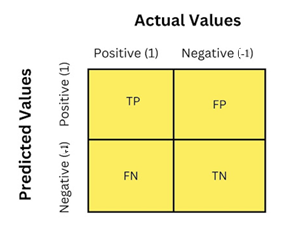 Actual Values
Positive (1) Negative (-1)
Predicted Values
Positive (1)
TP FP
Negative (-1)
FN TN